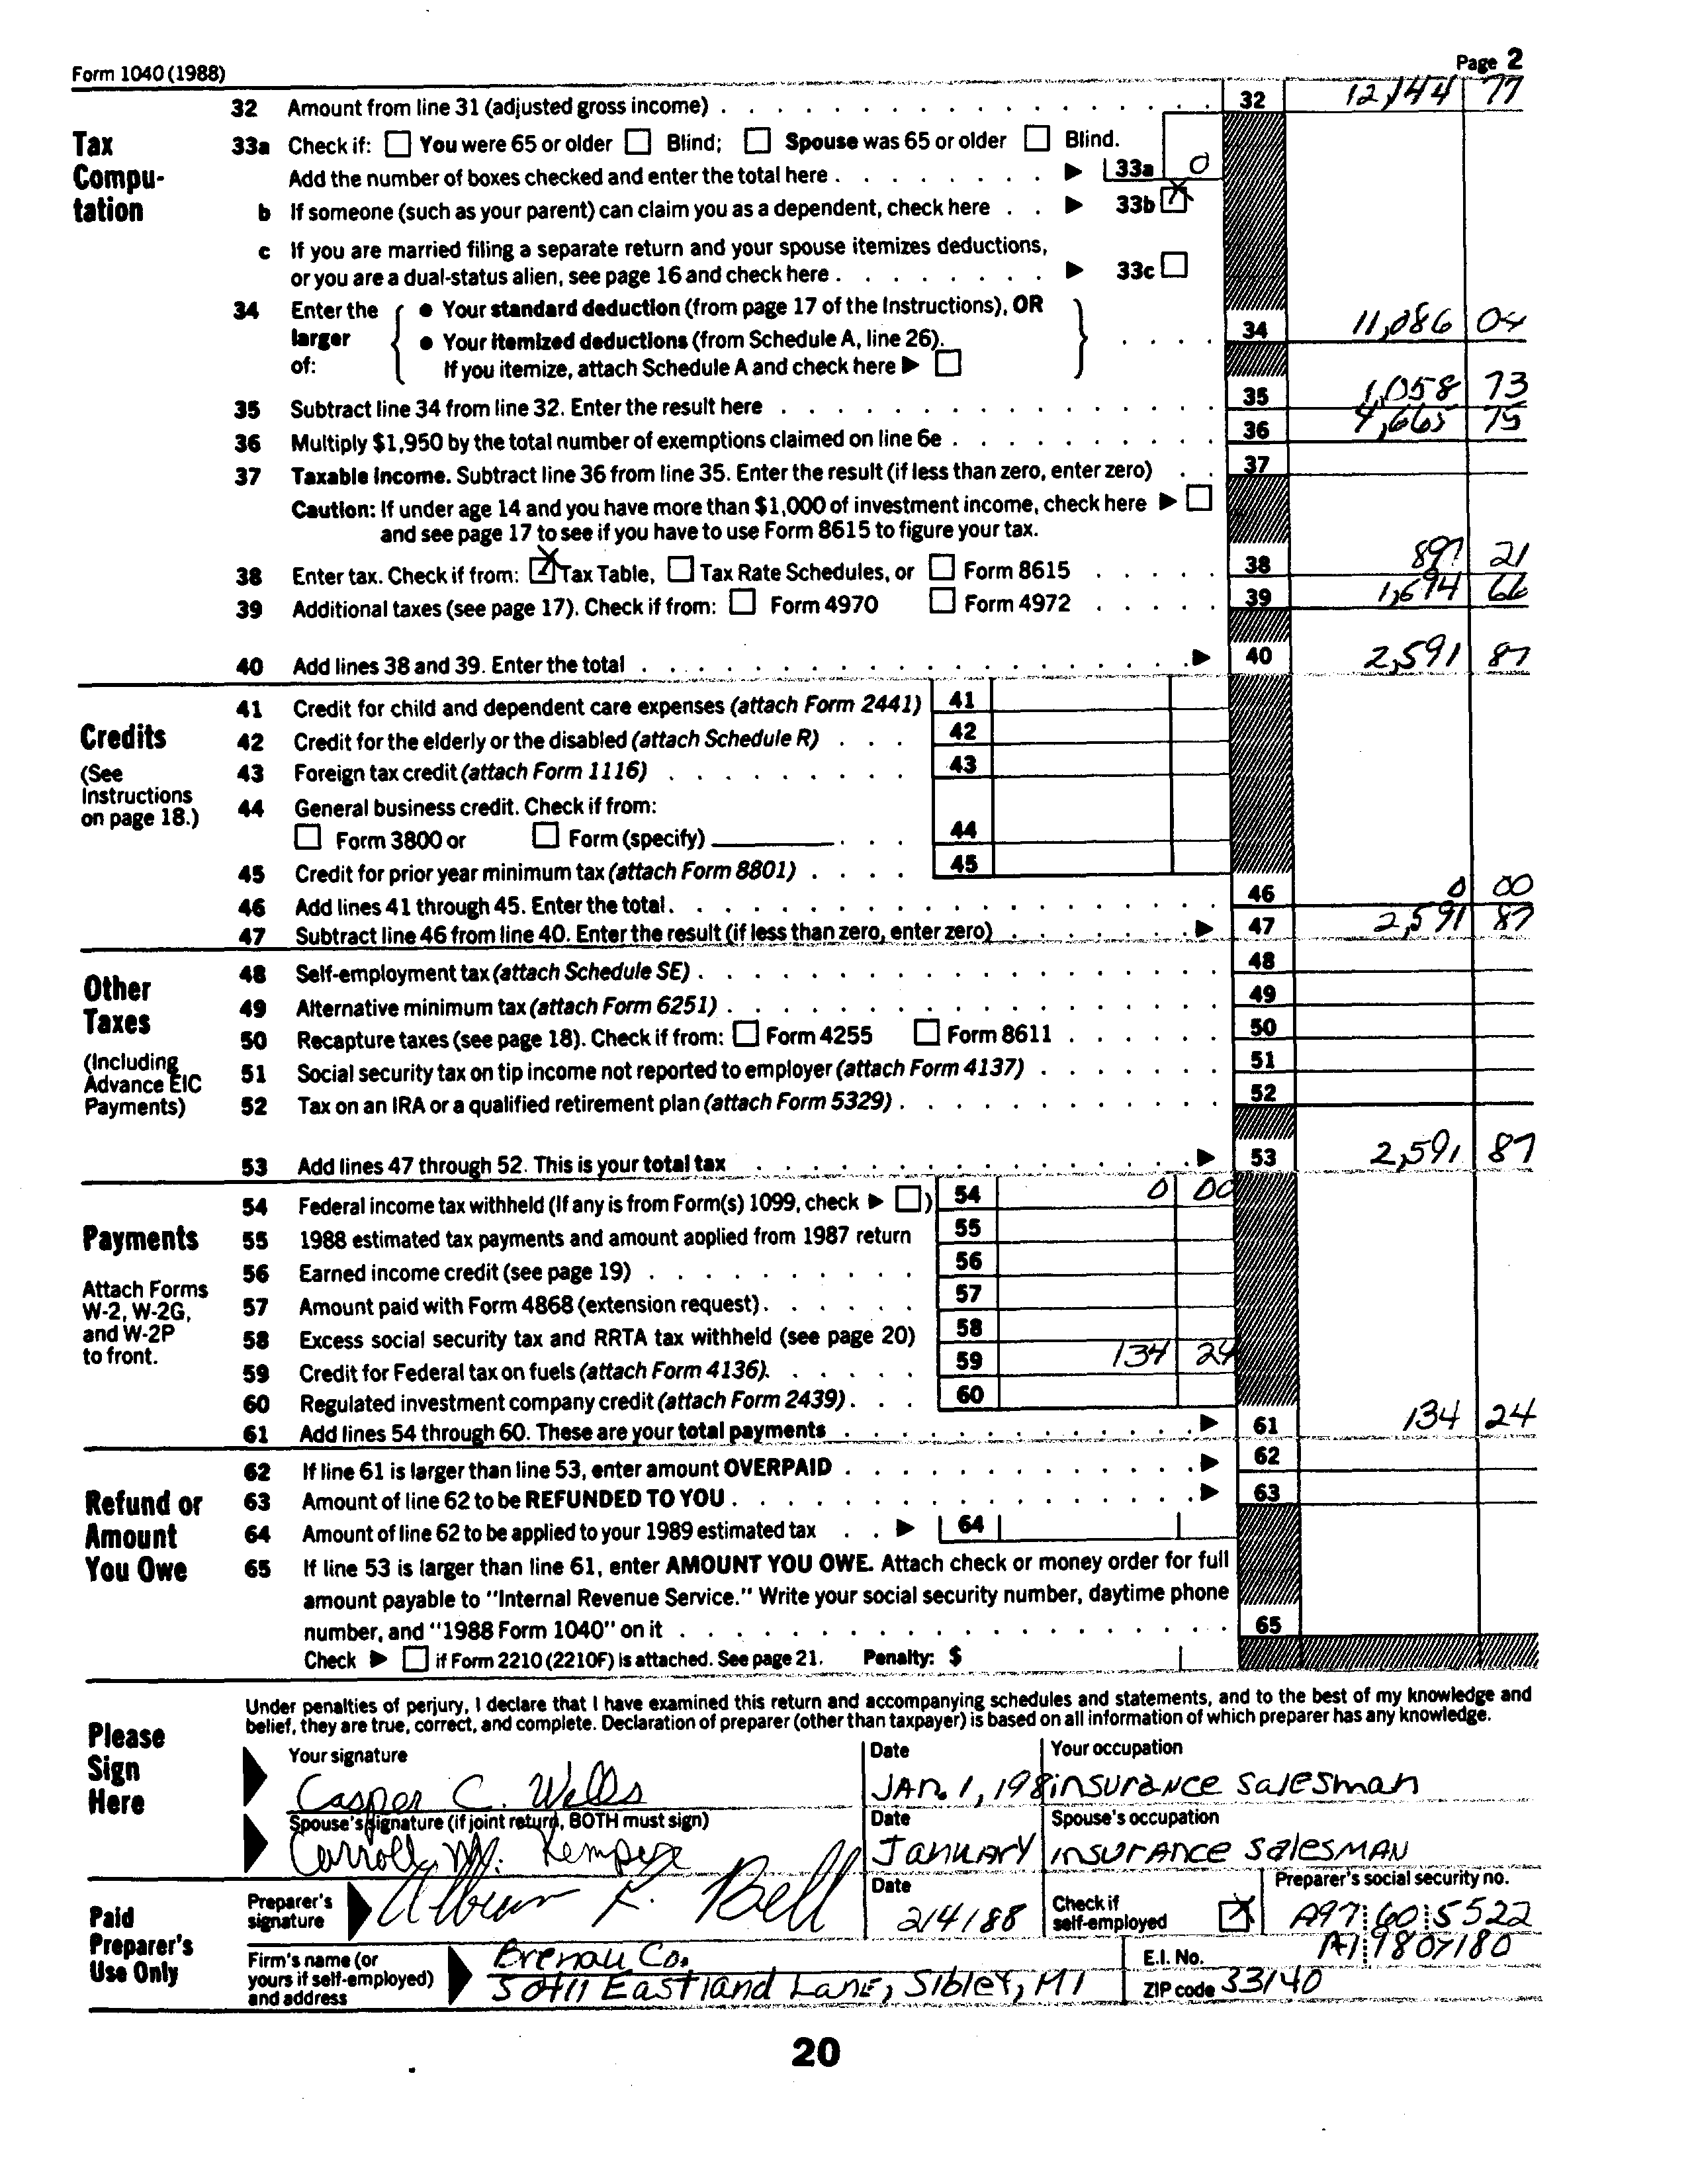 Form 1040 (1988) Page 2
32 Amount from line 31 (adjusted gross income) . . . 32 12,144 77
Tax Compu- tation
33a Check if: You were 65 or older Blind; Spouse was 65 or older Blind.
Add the number of boxes checked and enter the total here . . . 33a 0
b If someone (such as your parent) can claim you as a dependent, check here . . 33b X
c If you are married filing a separate return and your spouse itemizes deductions,
or you are a dual-status alien, see page 16 and check here . . . 33c
34 Enter the larger of: { • Your standard deduction (from page 17 of the Instructions), OR
• Your itemized deductions (from Schedule A, line 26). } . . . . 34 11,086 04
If you itemize, attach Schedule A and check here
35 Subtract line 34 from line 32. Enter the result here . . . 35 1,058 73
36 Multiply $1,950 by the total number of exemptions claimed on line 6e . . . 36 4,665 75
37 Taxable income. Subtract line 36 from line 35. Enter the result (if less than zero, enter zero) . . 37
Caution: If under age 14 and you have more than $1,000 of investment income, check here
and see page 17 to see if you have to use Form 8615 to figure your tax.
38 Enter tax. Check if from: X Tax Table, Tax Rate Schedules, or Form 8615 . . . 38 897 21
39 Additional taxes (see page 17). Check if from: Form 4970 Form 4972 . . . 39 1,694 66
40 Add lines 38 and 39. Enter the total . . . 40 2,591 87
Credits
(See Instructions on page 18.)
41 Credit for child and dependent care expenses (attach Form 2441) 41
42 Credit for the elderly or the disabled (attach Schedule R) . . . 42
43 Foreign tax credit (attach Form 1116) . . . 43
44 General business credit. Check if from:
Form 3800 or Form (specify) . . . 44
45 Credit for prior year minimum tax (attach Form 8801) . . . . 45
46 Add lines 41 through 45. Enter the total . . . 46 0 00
47 Subtract line 46 from line 40. Enter the result (if less than zero, enter zero) . . . 47 2,591 87
Other Taxes
(Including Advance EIC Payments)
48 Self-employment tax (attach Schedule SE) . . . 48
49 Alternative minimum tax (attach Form 6251) . . . 49
50 Recapture taxes (see page 18). Check if from: Form 4255 Form 8611 . . . 50
51 Social security tax on tip income not reported to employer (attach Form 4137) . . . 51
52 Tax on an IRA or a qualified retirement plan (attach Form 5329) . . . 52
53 Add lines 47 through 52. This is your total tax . . . 53 2,591 87
Payments
Attach Forms W-2, W-2G, and W-2P to front.
54 Federal income tax withheld (If any is from Form(s) 1099, check ) 54 0 00
55 1988 estimated tax payments and amount applied from 1987 return 55
56 Earned income credit (see page 19) . . . 56
57 Amount paid with Form 4868 (extension request) . . . 57
58 Excess social security tax and RRTA tax withheld (see page 20) 58
59 Credit for Federal tax on fuels (attach Form 4136). . . . 59 134 24
60 Regulated investment company credit (attach Form 2439) . . . 60
61 Add lines 54 through 60. These are your total payments . . . 61 134 24
Refund or Amount You Owe
62 If line 61 is larger than line 53, enter amount OVERPAID . . . 62
63 Amount of line 62 to be REFUNDED TO YOU . . . 63
64 Amount of line 62 to be applied to your 1989 estimated tax . . 64
65 If line 53 is larger than line 61, enter AMOUNT YOU OWE. Attach check or money order for full
amount payable to "Internal Revenue Service." Write your social security number, daytime phone
number, and "1988 Form 1040" on it . . . 65
Check if Form 2210 (2210F) is attached. See page 21. Penalty: $
Please Sign Here
Under penalties of perjury, I declare that I have examined this return and accompanying schedules and statements, and to the best of my knowledge and
belief, they are true, correct, and complete. Declaration of preparer (other than taxpayer) is based on all information of which preparer has any knowledge.
Your signature Date Your occupation
Casper C. Wells JAN. 1, 198 insurance salesman
Spouse's signature (if joint return, BOTH must sign) Date Spouse's occupation
Carroll M. January insurance salesman
Paid Preparer's Use Only
Preparer's signature Bell Date 2/4/88 Check if self-employed X Preparer's social security no. A97 60 5522
Firm's name (or yours if self-employed) and address Brenau Co. E.I. No. A19807180
50411 Eastland Lane, Sibley, MI ZIP code 33140
20